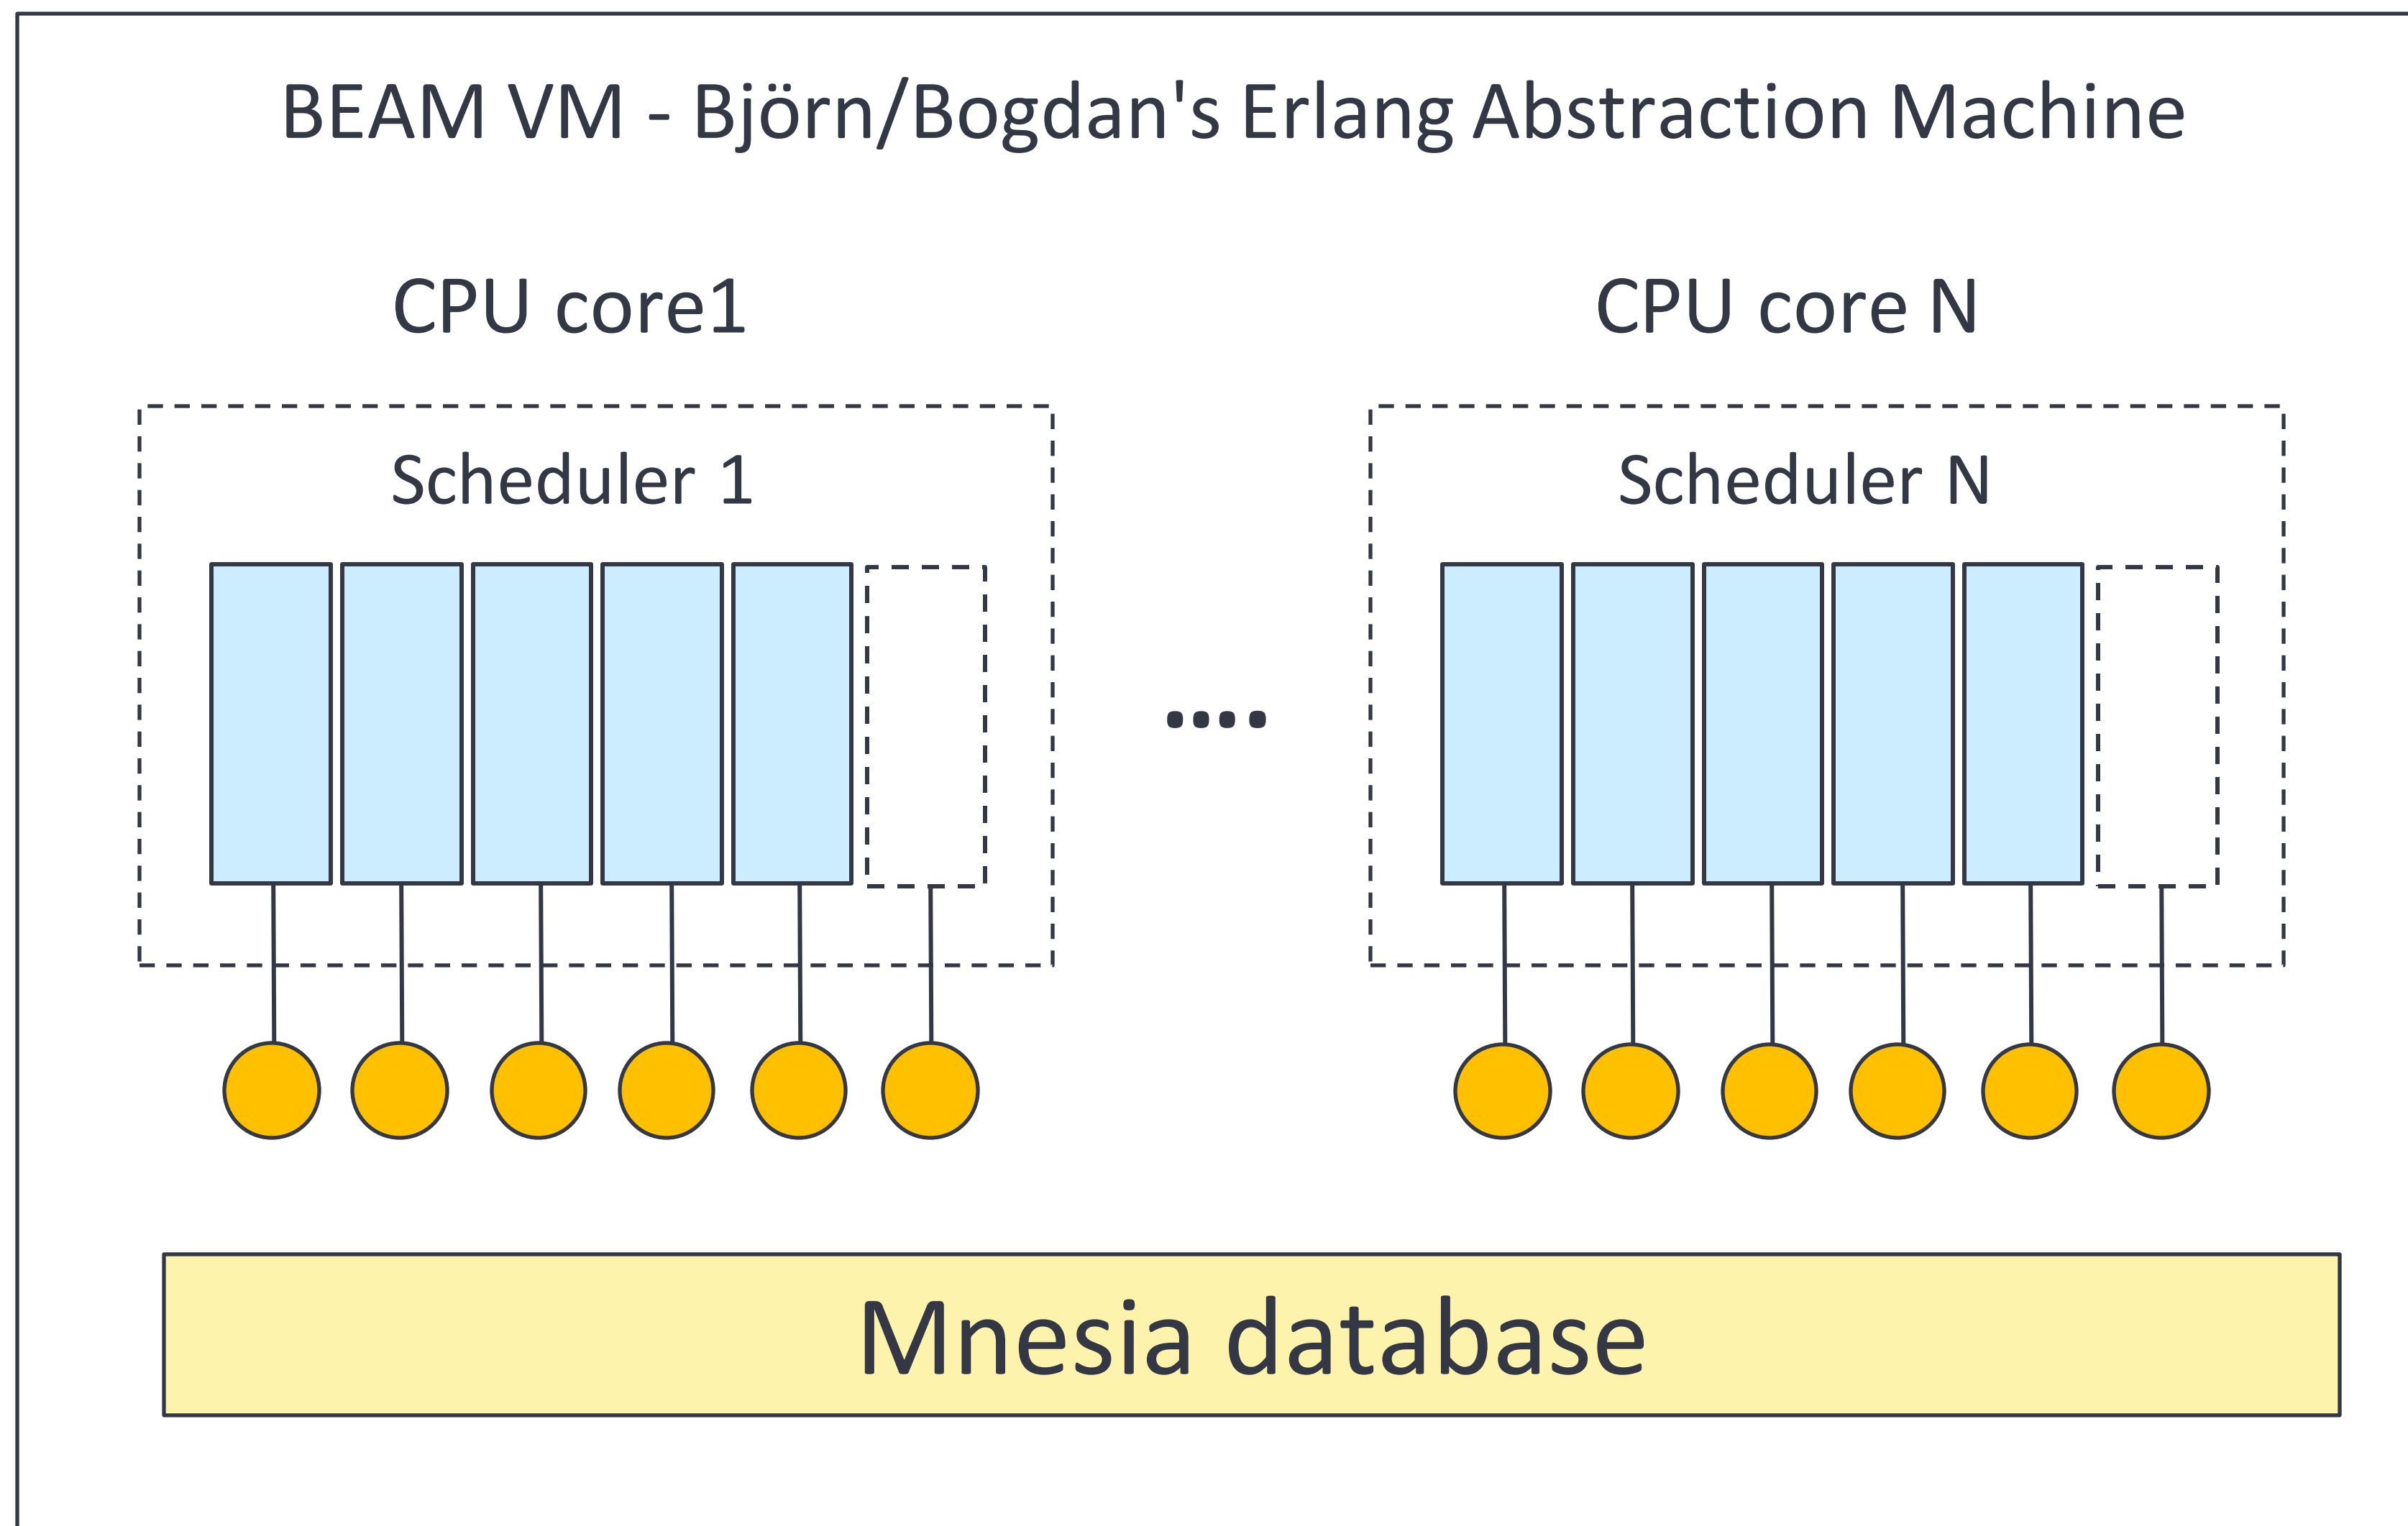 BEAM VM - Björn/Bogdan's Erlang Abstraction Machine
CPU core1
CPU core N
Scheduler 1
Scheduler N
....
Mnesia database